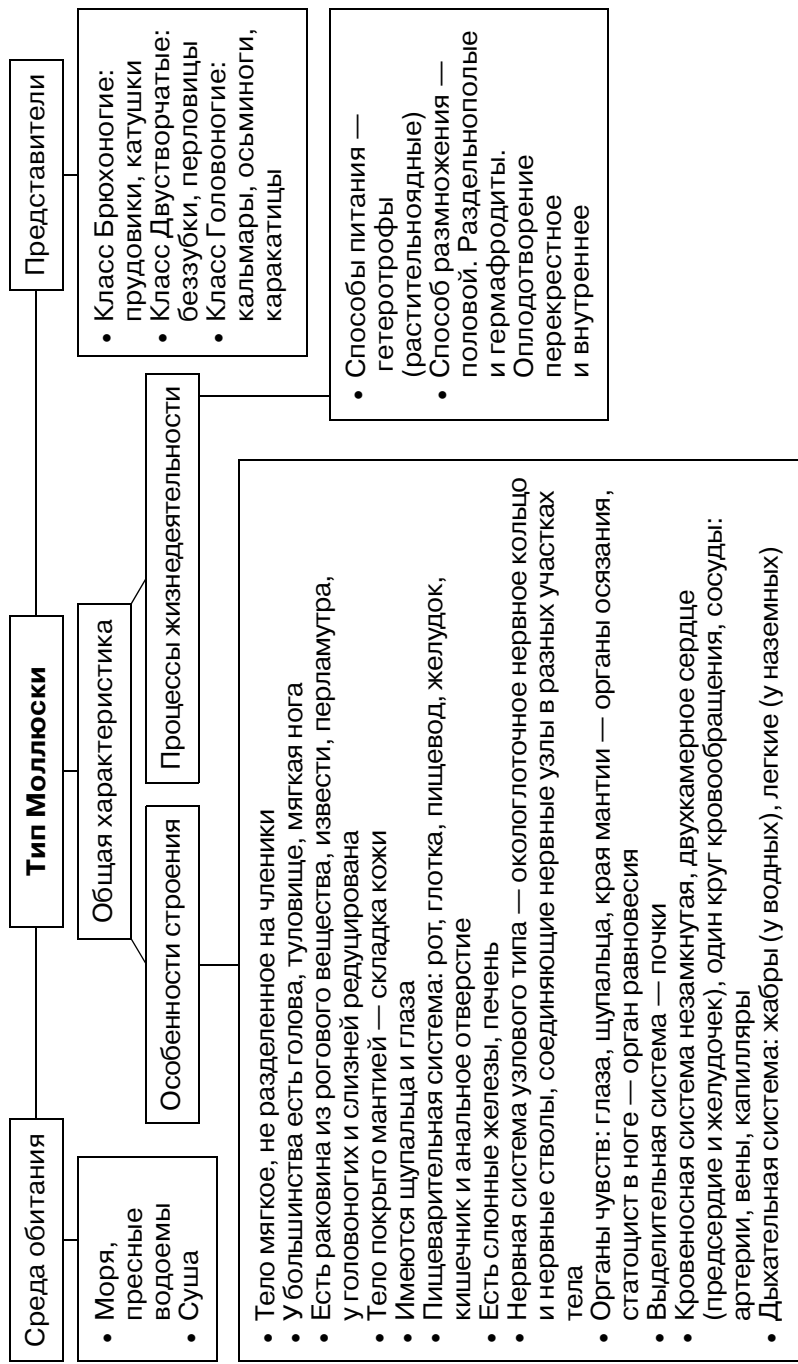 Тип Моллюски
Среда обитания
• Моря,
пресные
водоемы
• Суша
Общая характеристика
Особенности строения
• Тело мягкое, не разделенное на членики
• У большинства есть голова, туловище, мягкая нога
• Есть раковина из рогового вещества, извести, перламутра,
у головоногих и слизней редуцирована
• Тело покрыто мантией — складка кожи
• Имеются щупальца и глаза
• Пищеварительная система: рот, глотка, пищевод, желудок,
кишечник и анальное отверстие
• Есть слюнные железы, печень
• Нервная система узлового типа — окологлоточное нервное кольцо
и нервные стволы, соединяющие нервные узлы в разных участках
тела
• Органы чувств: глаза, щупальца, края мантии — органы осязания,
статоцист в ноге — орган равновесия
• Выделительная система — почки
• Кровеносная система незамкнутая, двухкамерное сердце
(предсердие и желудочек), один круг кровообращения, сосуды:
артерии, вены, капилляры
• Дыхательная система: жабры (у водных), легкие (у наземных)
Процессы жизнедеятельности
• Способы питания —
гетеротрофы
(растительноядные)
• Способ размножения —
половой. Раздельнополые
и гермафродиты.
Оплодотворение
перекрестное
и внутреннее
Представители
• Класс Брюхоногие:
прудовики, катушки
• Класс Двустворчатые:
беззубки, перловицы
• Класс Головоногие:
кальмары, осьминоги,
каракатицы